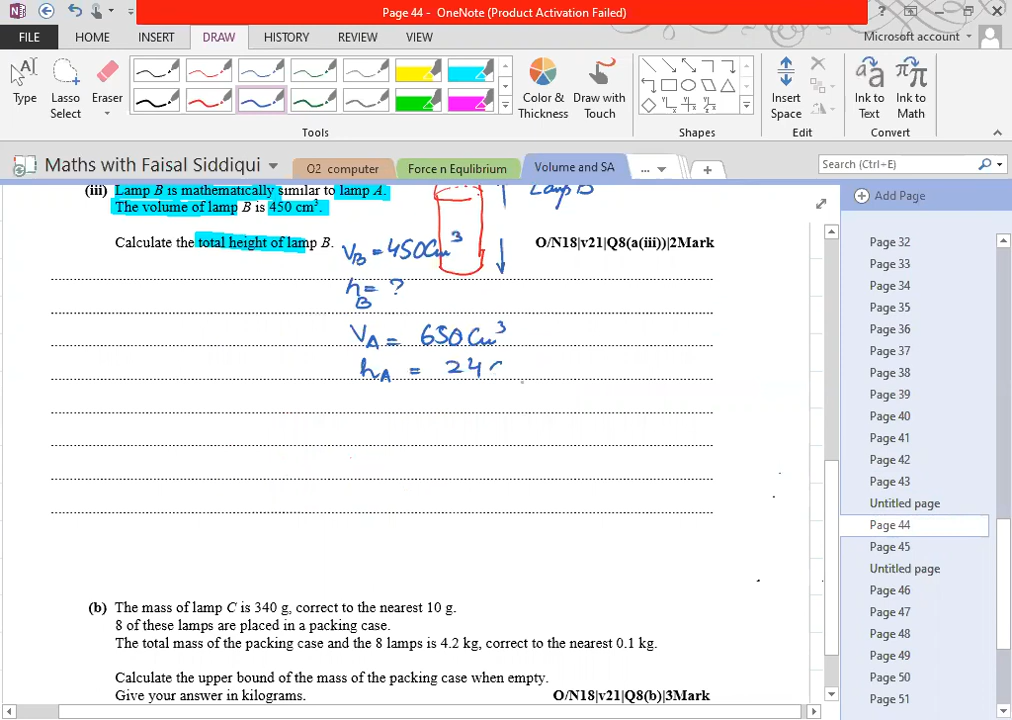 Page 44 - OneNote (Product Activation Failed)
?
FILE HOME INSERT DRAW HISTORY REVIEW VIEW
Microsoft account
Type Lasso Select Eraser
Color & Thickness Draw with Touch
Insert Space
Ink to Text Ink to Math
Tools Shapes Edit Convert
Maths with Faisal Siddiqui O2 computer Force n Equlibrium Volume and SA ... Search (Ctrl+E)
Add Page
(iii) Lamp B is mathematically similar to lamp A.
Lamp B
The volume of lamp B is 450 cm³.
Calculate the total height of lamp B. O/N18|v21|Q8(a(iii))|2Mark
V_B = 450Cm³
h_B = ?
V_A = 650Cm³
h_A = 24
(b) The mass of lamp C is 340 g, correct to the nearest 10 g.
8 of these lamps are placed in a packing case.
The total mass of the packing case and the 8 lamps is 4.2 kg, correct to the nearest 0.1 kg.
Calculate the upper bound of the mass of the packing case when empty.
Give your answer in kilograms. O/N18|v21|Q8(b)|3Mark
Page 32
Page 33
Page 34
Page 35
Page 36
Page 37
Page 38
Page 39
Page 40
Page 41
Page 42
Page 43
Untitled page
Page 44
Page 45
Untitled page
Page 46
Page 47
Page 48
Page 49
Page 50
Page 51